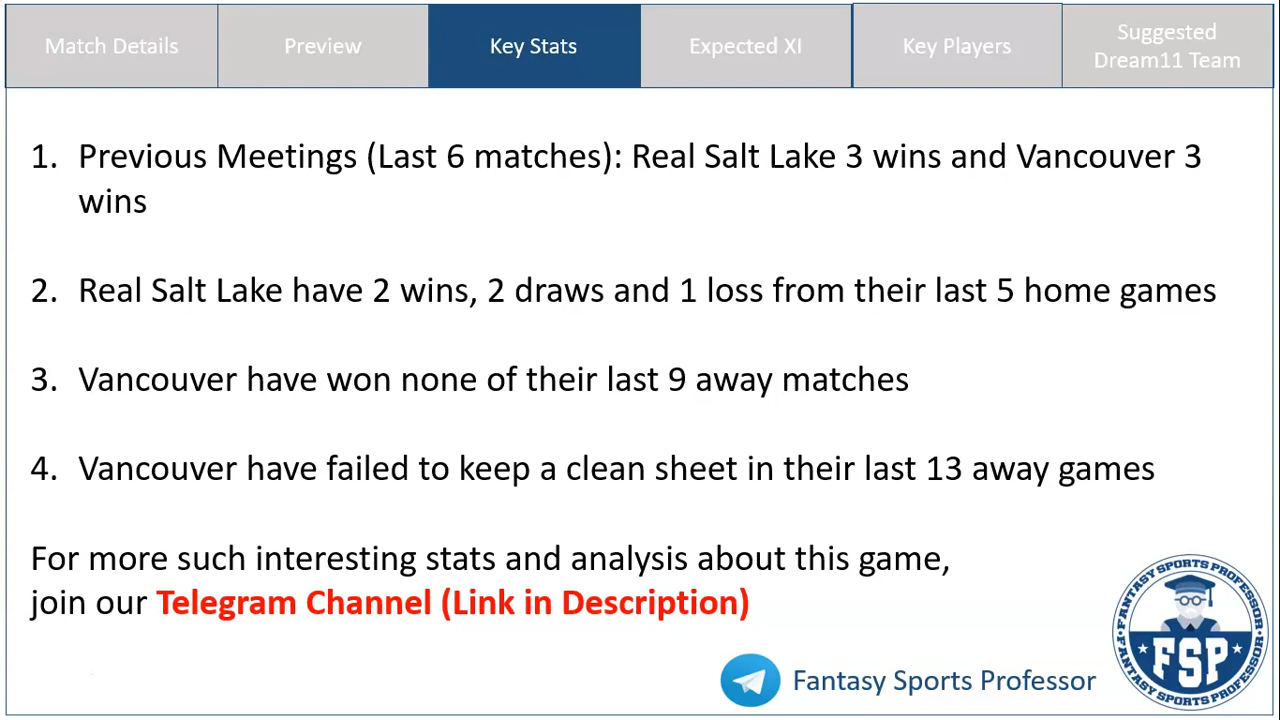 Match Details
Preview
Key Stats
Expected XI
Key Players
Suggested
Dream11 Team
1. Previous Meetings (Last 6 matches): Real Salt Lake 3 wins and Vancouver 3
wins
2. Real Salt Lake have 2 wins, 2 draws and 1 loss from their last 5 home games
3. Vancouver have won none of their last 9 away matches
4. Vancouver have failed to keep a clean sheet in their last 13 away games
For more such interesting stats and analysis about this game,
join our Telegram Channel (Link in Description)
Fantasy Sports Professor
FANTASY SPORTS PROFESSOR
FSP
FANTASY SPORTS PROFESSOR